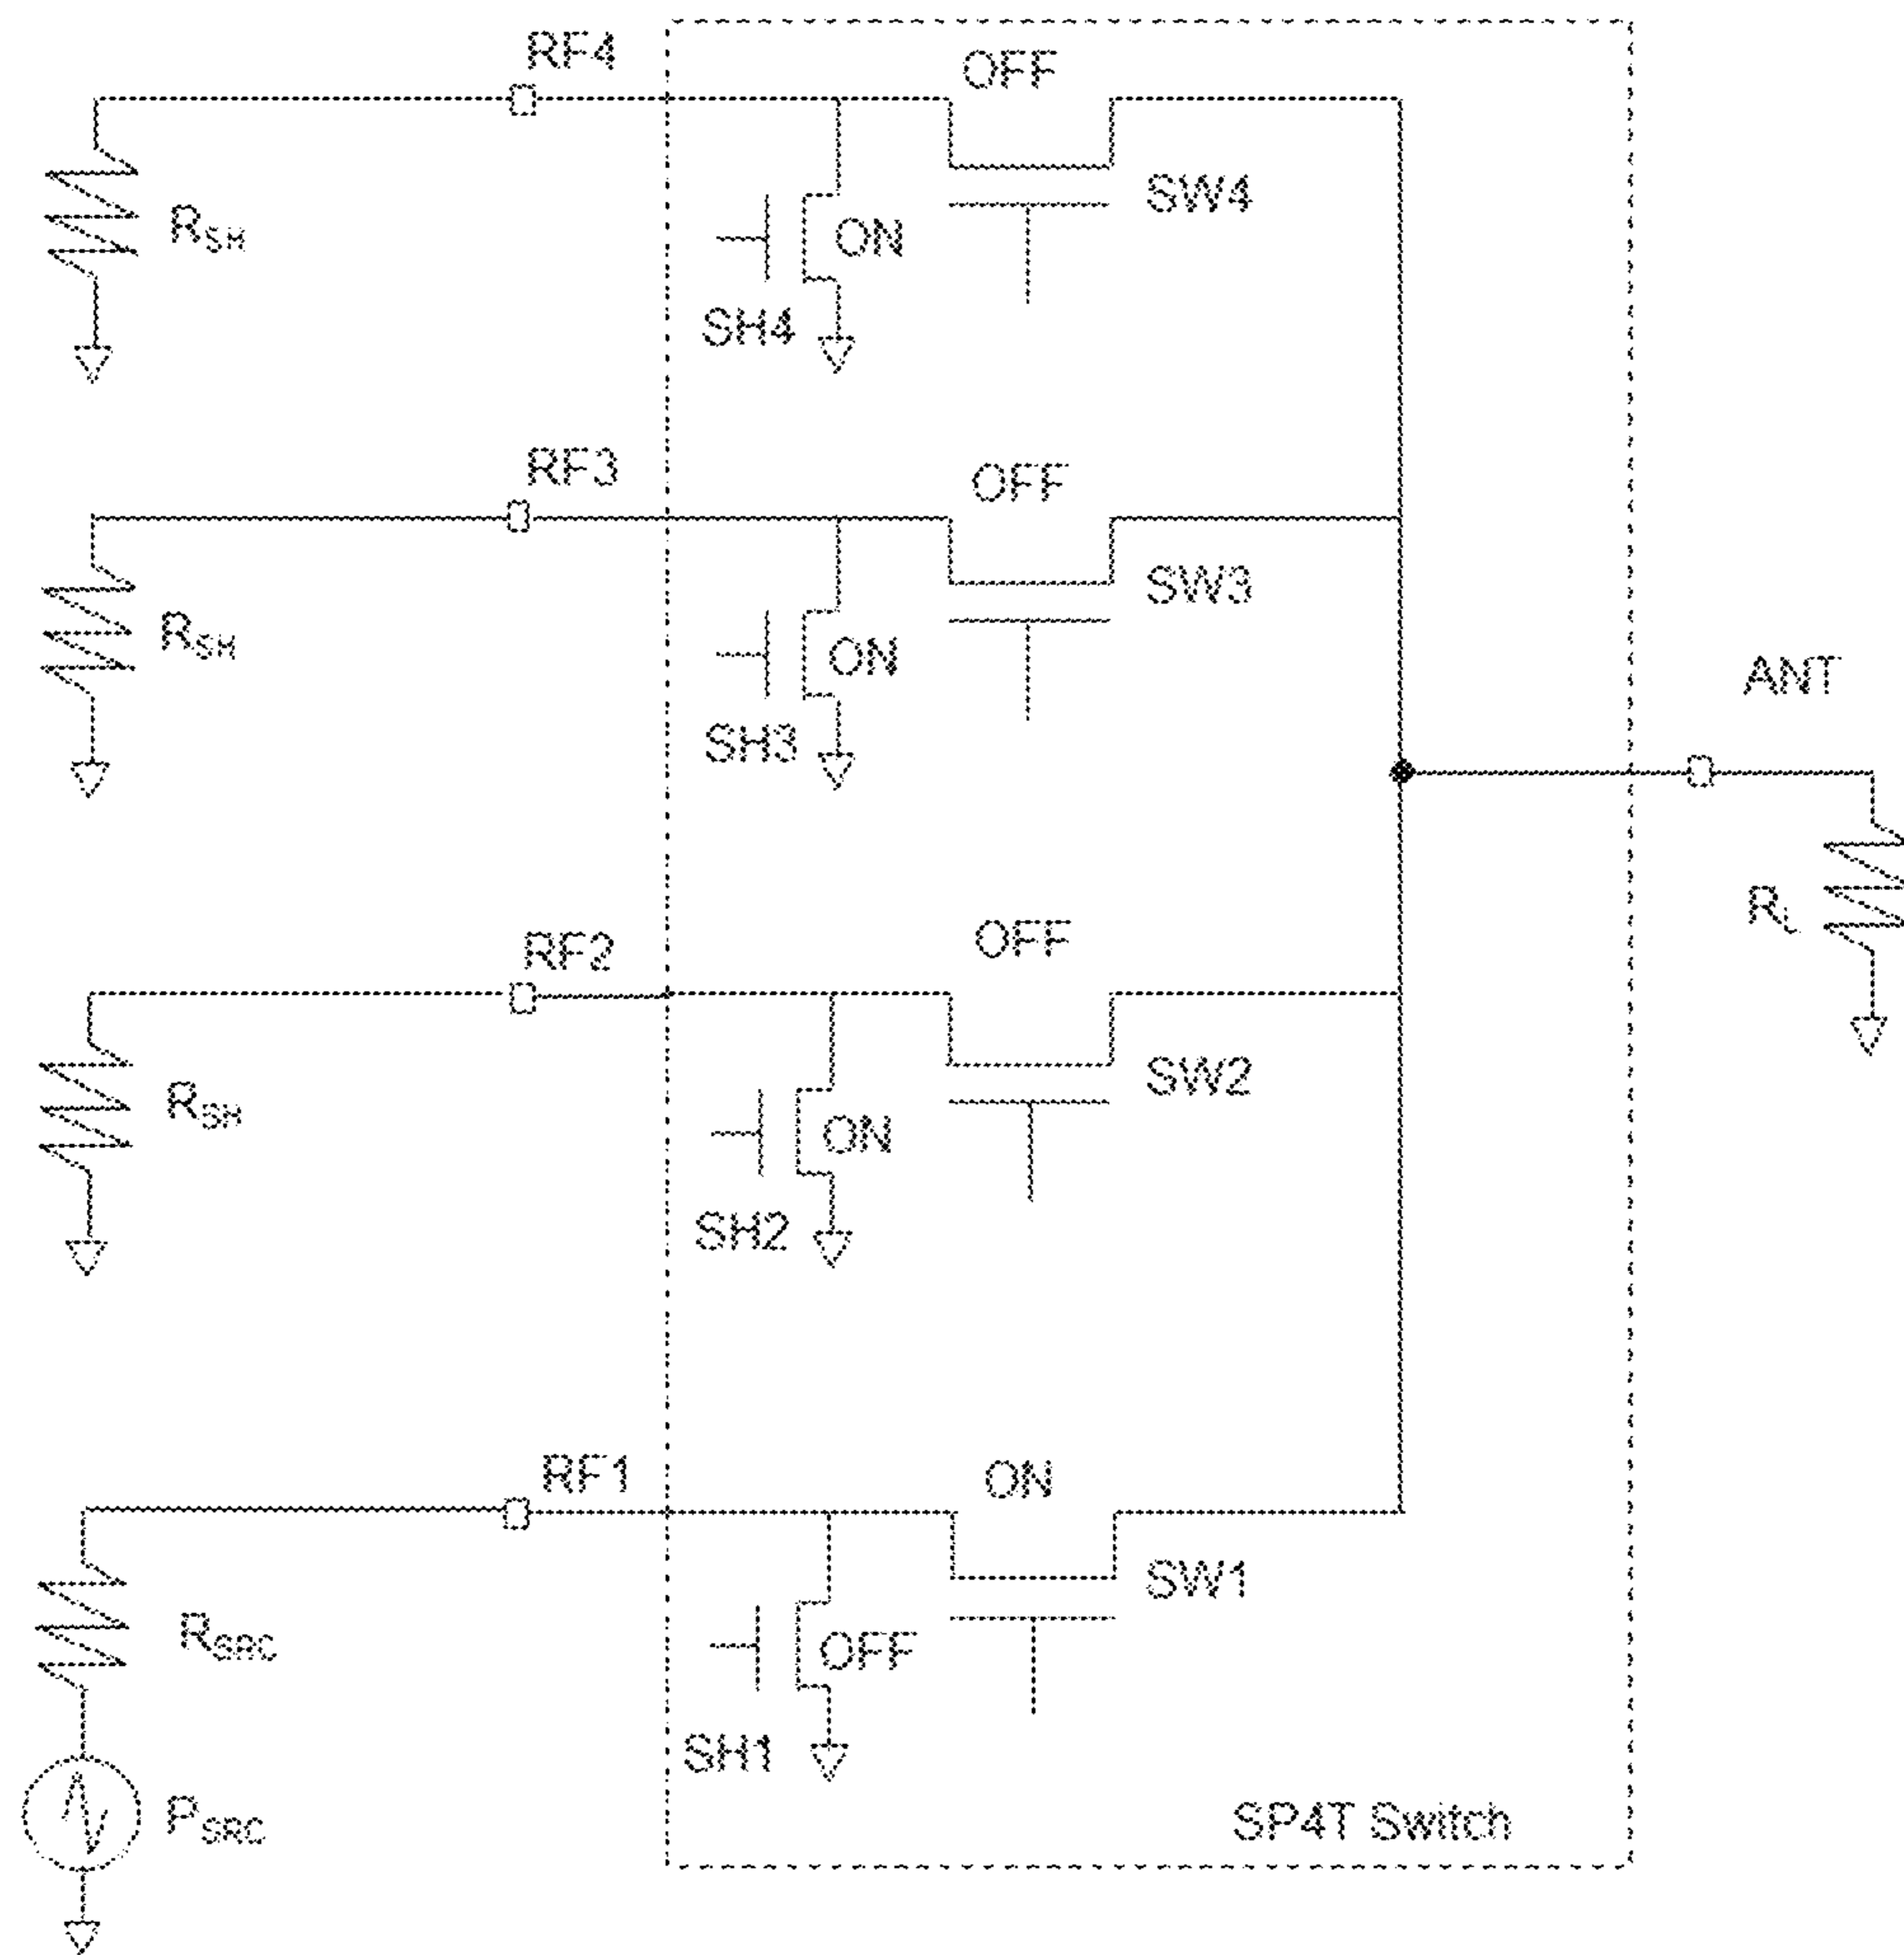 RF4
OFF
RSH
ON
SW4
SH4
RF3
OFF
RSH
ON
SW3
SH3
ANT
RL
RF2
OFF
RSH
ON
SW2
SH2
RF1
ON
RSRC
OFF
SW1
SH1
PSRC
SP4T Switch